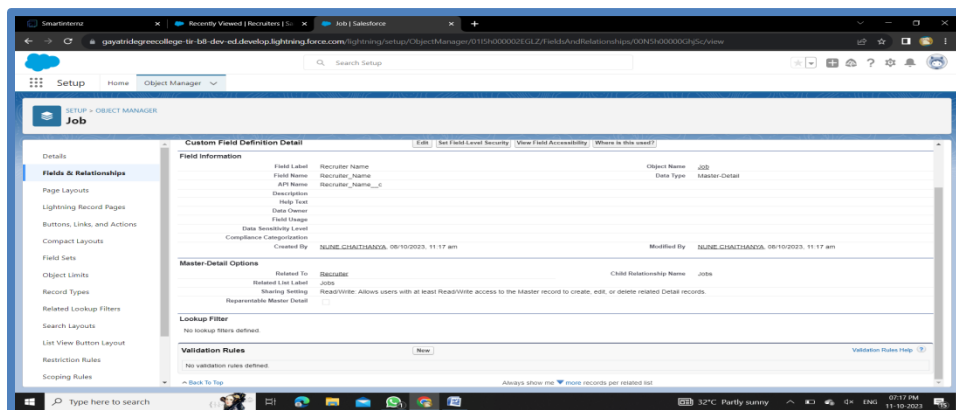 Smartinternz
Recently Viewed | Recruiters | Sa
Job | Salesforce
gayatridegreecollege-tir-b8-dev-ed.develop.lightning.force.com/lightning/setup/ObjectManager/01I5h000002EGLZ/FieldsAndRelationships/00N5h00000GhjSc/view
Search Setup
Setup Home Object Manager
SETUP > OBJECT MANAGER
Job
Details
Fields & Relationships
Page Layouts
Lightning Record Pages
Buttons, Links, and Actions
Compact Layouts
Field Sets
Object Limits
Record Types
Related Lookup Filters
Search Layouts
List View Button Layout
Restriction Rules
Scoping Rules
Custom Field Definition Detail Edit Set Field-Level Security View Field Accessibility Where is this used?
Field Information
Field Label Recruiter Name Object Name Job
Field Name Recruiter_Name Data Type Master-Detail
API Name Recruiter_Name__c
Description
Help Text
Data Owner
Field Usage
Data Sensitivity Level
Compliance Categorization
Created By NUNE CHAITHANYA, 08/10/2023, 11:17 am Modified By NUNE CHAITHANYA, 08/10/2023, 11:17 am
Master-Detail Options
Related To Recruiter Child Relationship Name Jobs
Related List Label Jobs
Sharing Setting Read/Write: Allows users with at least Read/Write access to the Master record to create, edit, or delete related Detail records.
Reparentable Master Detail
Lookup Filter
No lookup filters defined.
Validation Rules New Validation Rules Help ?
No validation rules defined.
^ Back To Top Always show me more records per related list
Type here to search
32°C Partly sunny
ENG
07:17 PM
11-10-2023